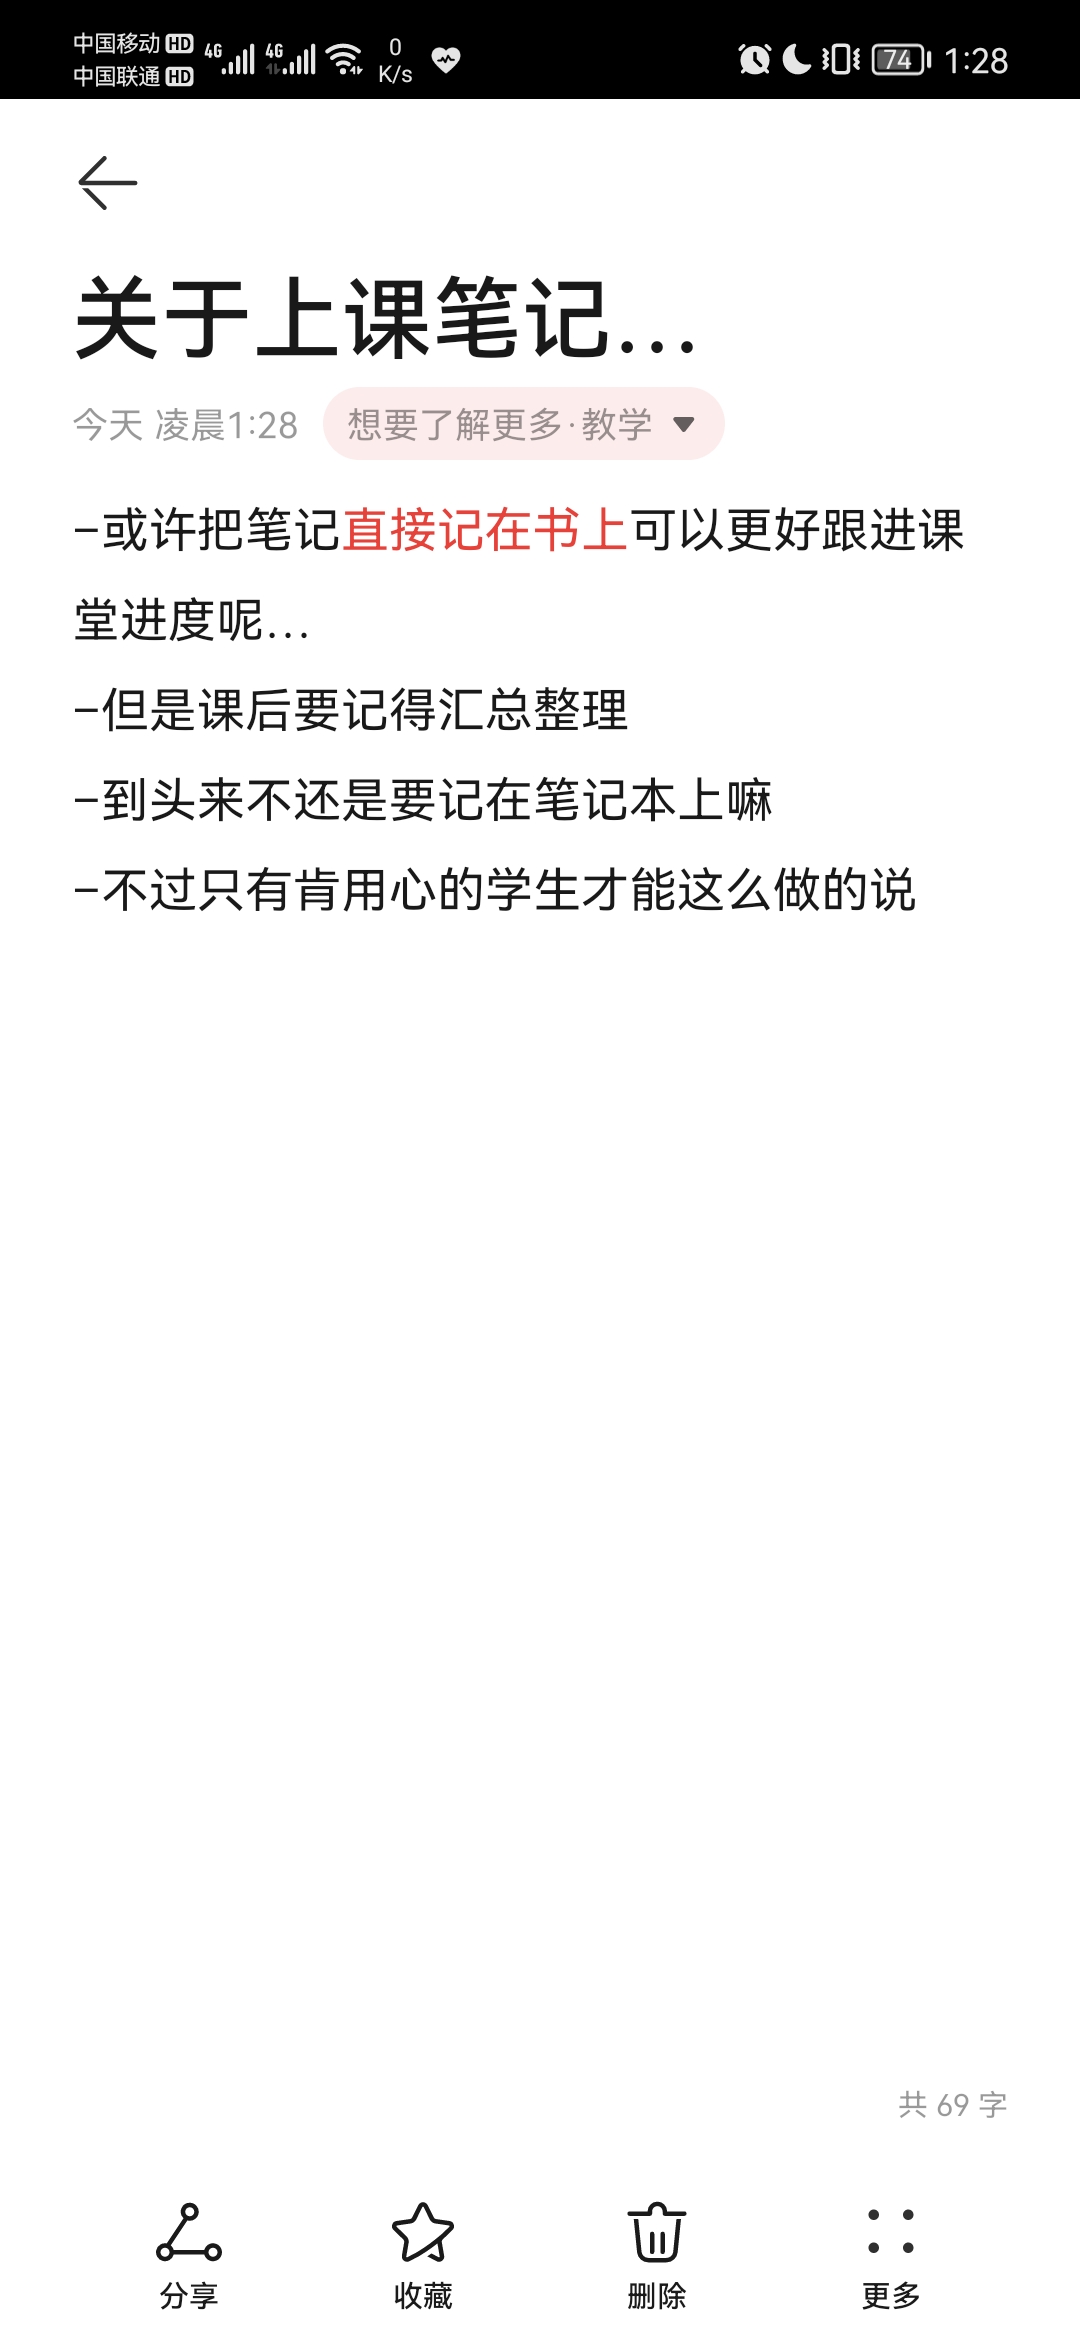 中国移动 HD 4G 4G 0 K/s 74 1:28
中国联通 HD
关于上课笔记...
今天 凌晨1:28 想要了解更多·教学
-或许把笔记直接记在书上可以更好跟进课
堂进度呢...
-但是课后要记得汇总整理
-到头来不还是要记在笔记本上嘛
-不过只有肯用心的学生才能这么做的说
共 69 字
分享 收藏 删除 更多